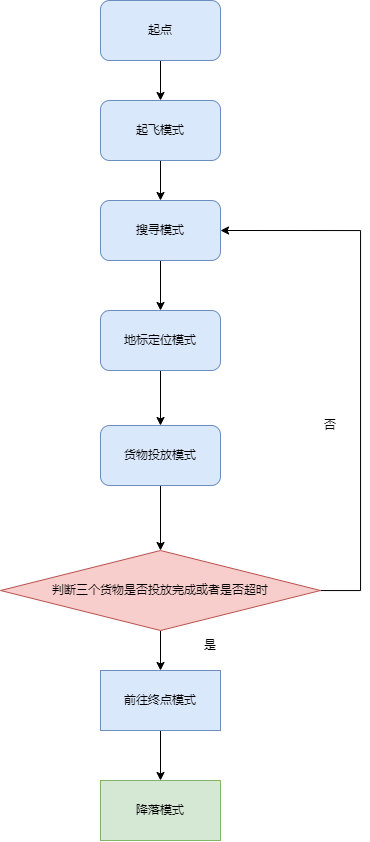 起点
起飞模式
搜寻模式
地标定位模式
否
货物投放模式
判断三个货物是否投放完成或者是否超时
是
前往终点模式
降落模式